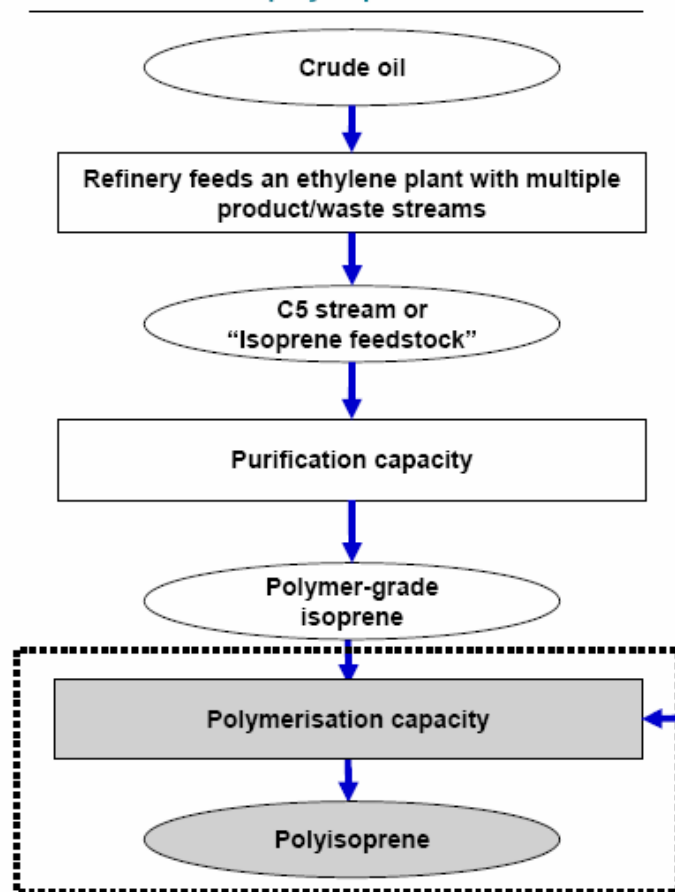 Crude oil
Refinery feeds an ethylene plant with multiple
product/waste streams
C5 stream or
“Isoprene feedstock”
Purification capacity
Polymer-grade
isoprene
Polymerisation capacity
Polyisoprene